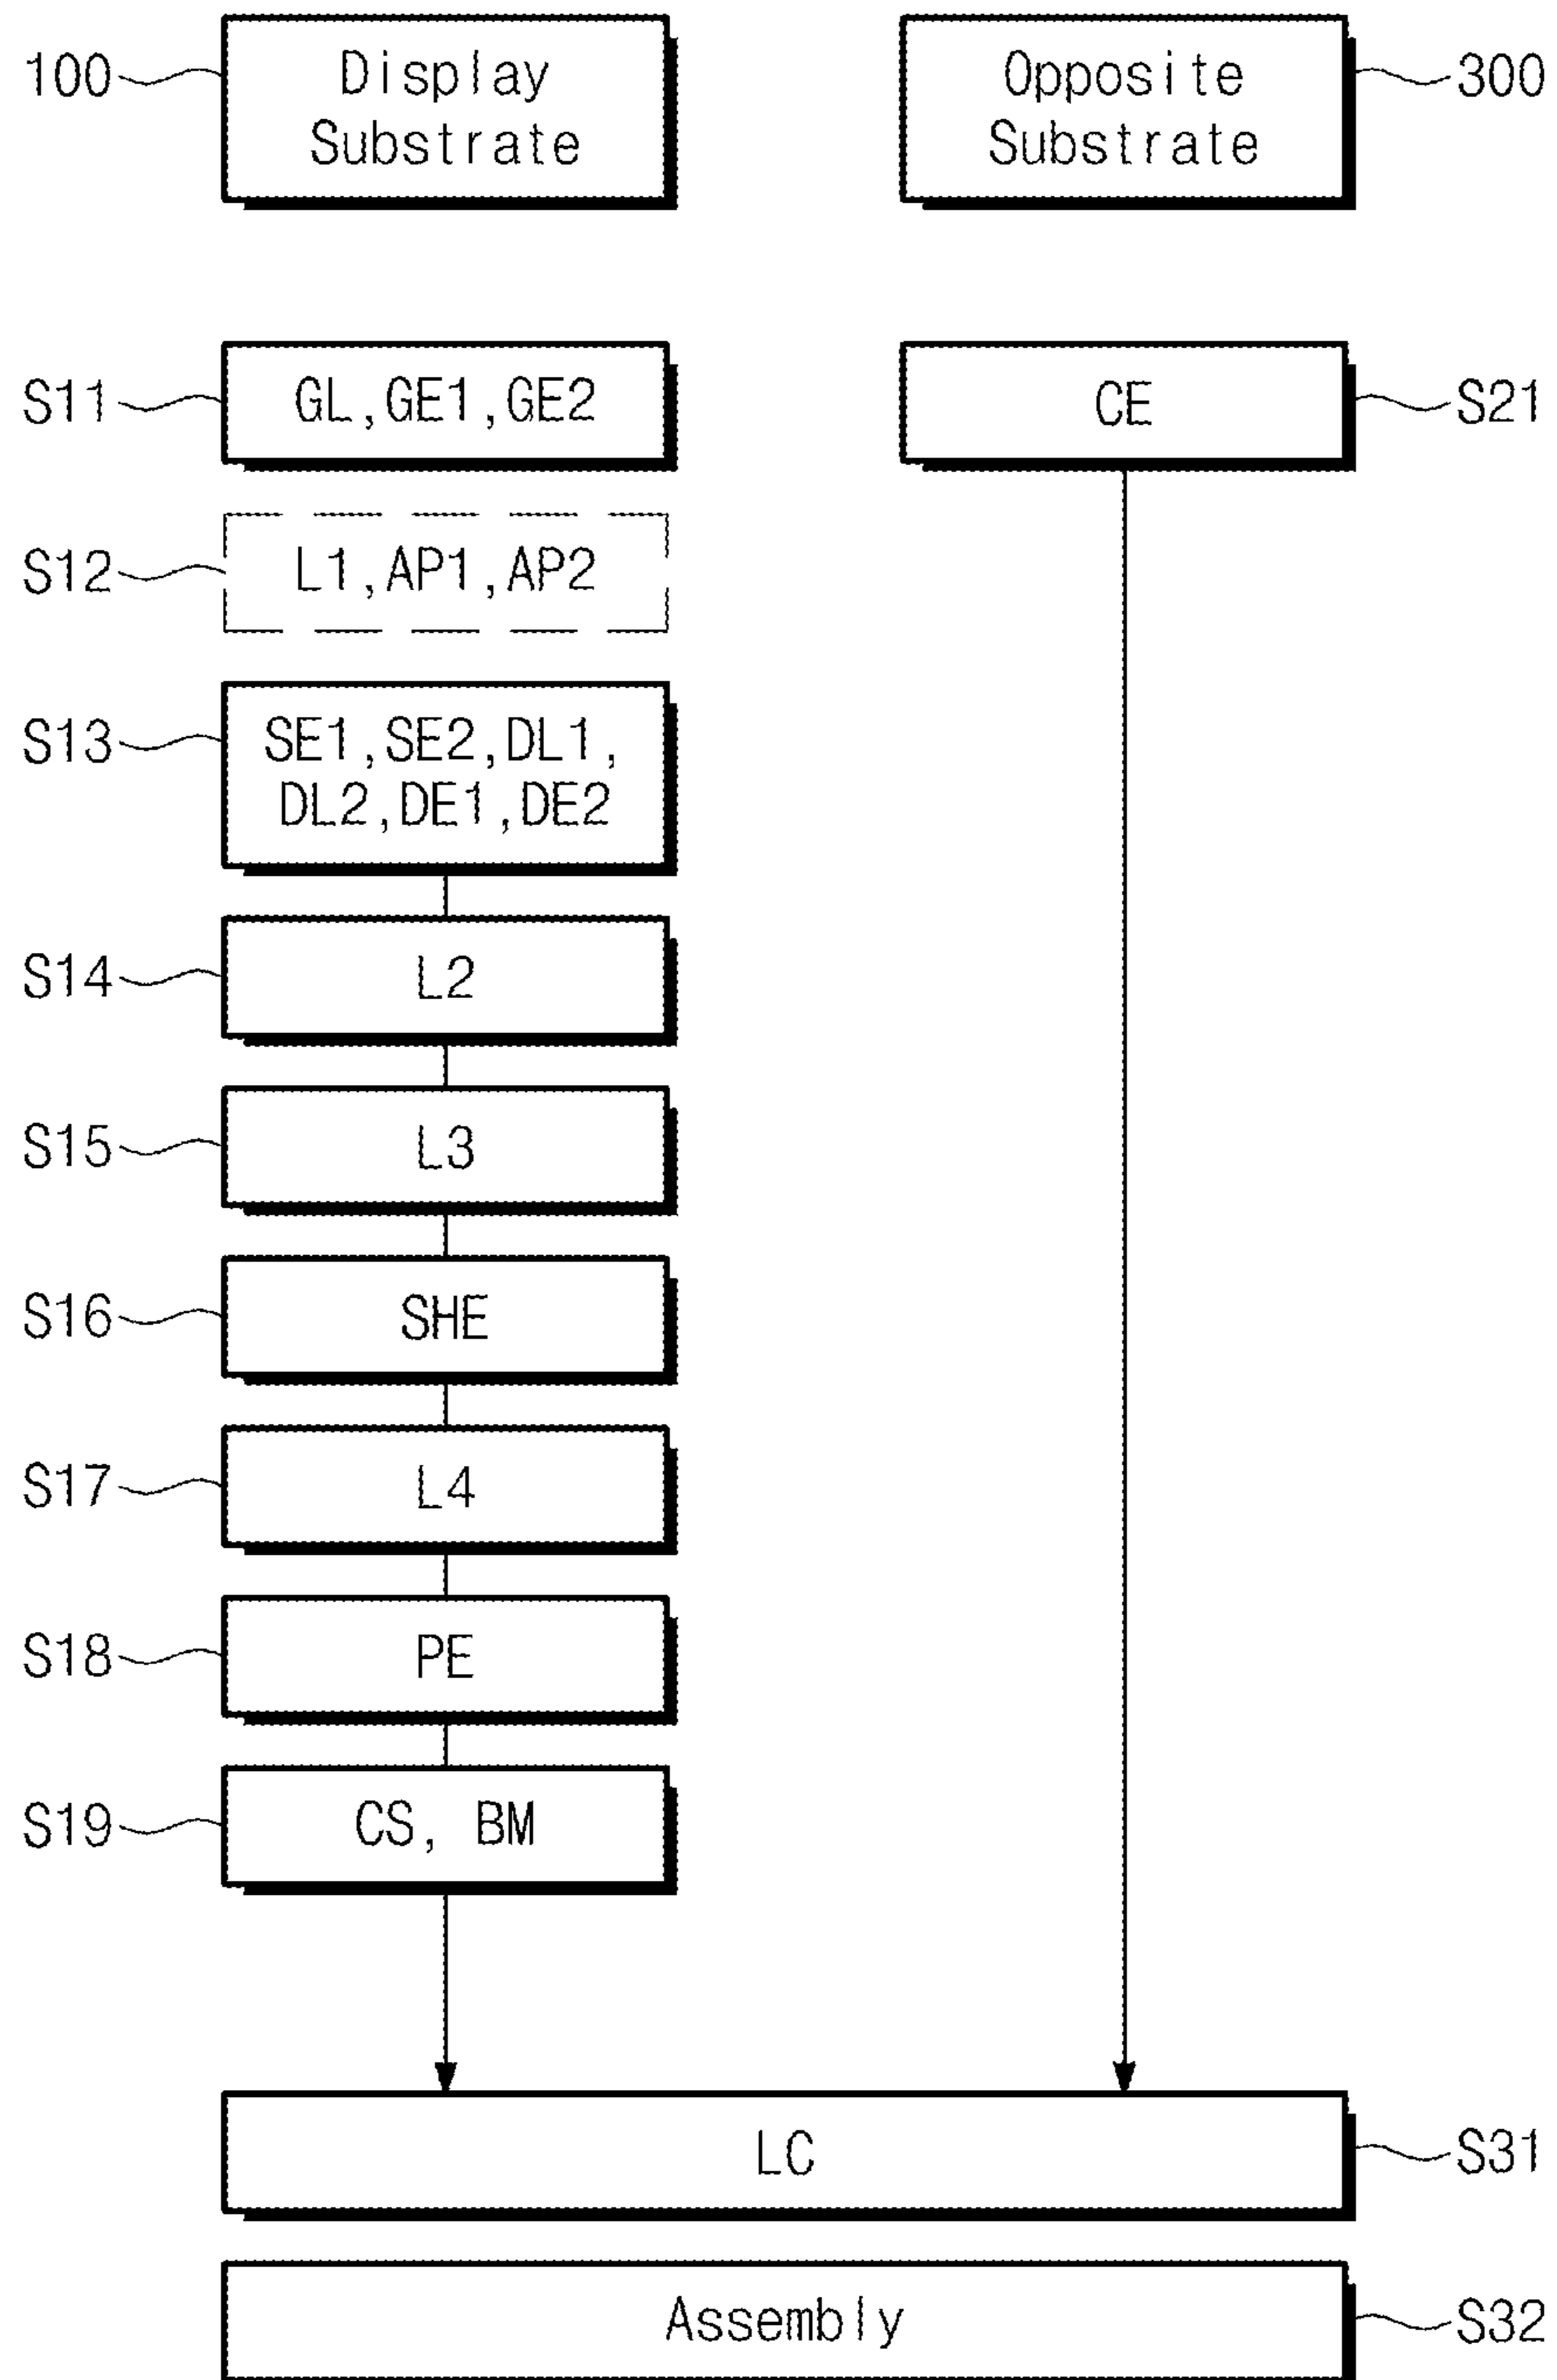 100
Display
Substrate
Opposite
Substrate
300
S11
GL,GE1,GE2
CE
S21
S12
L1,AP1,AP2
S13
SE1,SE2,DL1,
DL2,DE1,DE2
S14
L2
S15
L3
S16
SHE
S17
L4
S18
PE
S19
CS, BM
LC
S31
Assembly
S32